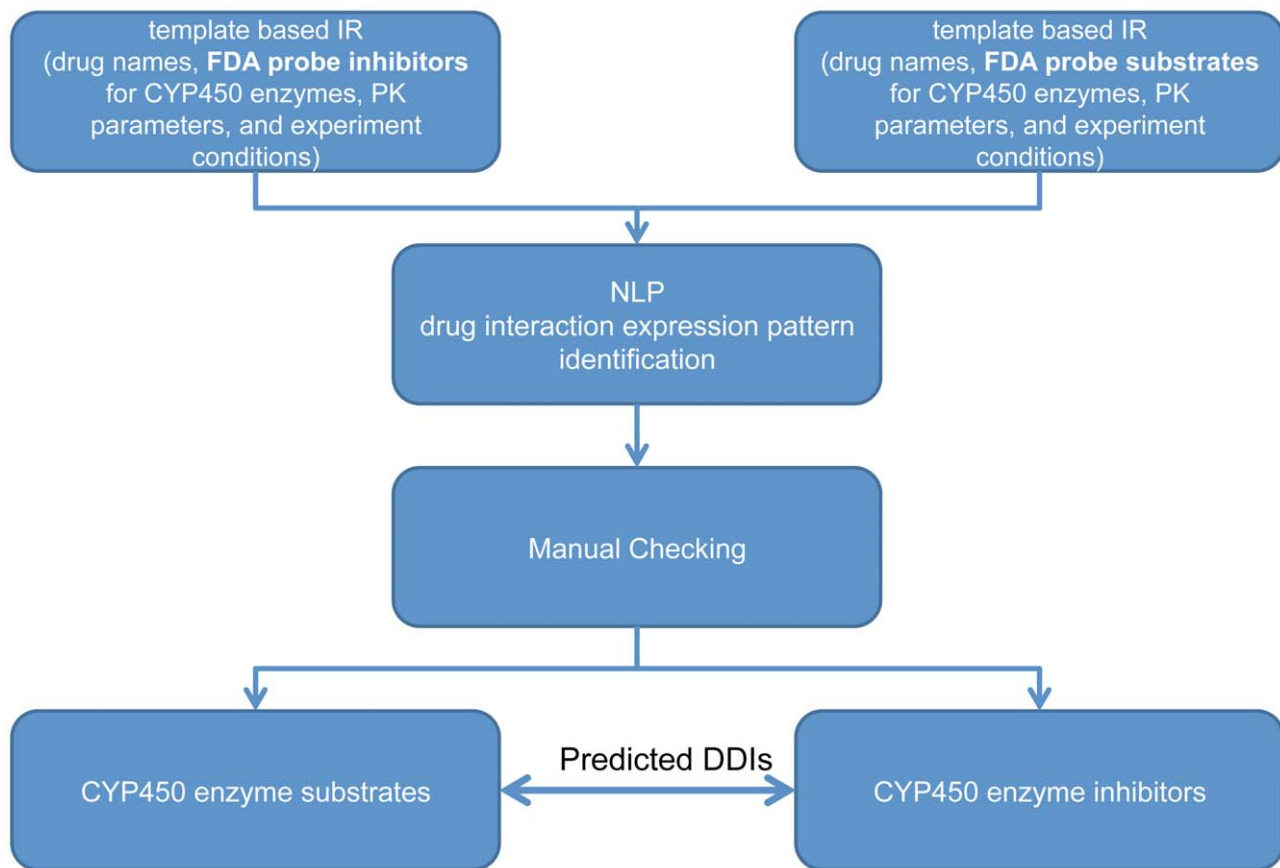 template based IR
(drug names, FDA probe inhibitors
for CYP450 enzymes, PK
parameters, and experiment
conditions)
template based IR
(drug names, FDA probe substrates
for CYP450 enzymes, PK
parameters, and experiment
conditions)
NLP
drug interaction expression pattern
identification
Manual Checking
CYP450 enzyme substrates
Predicted DDIs
CYP450 enzyme inhibitors